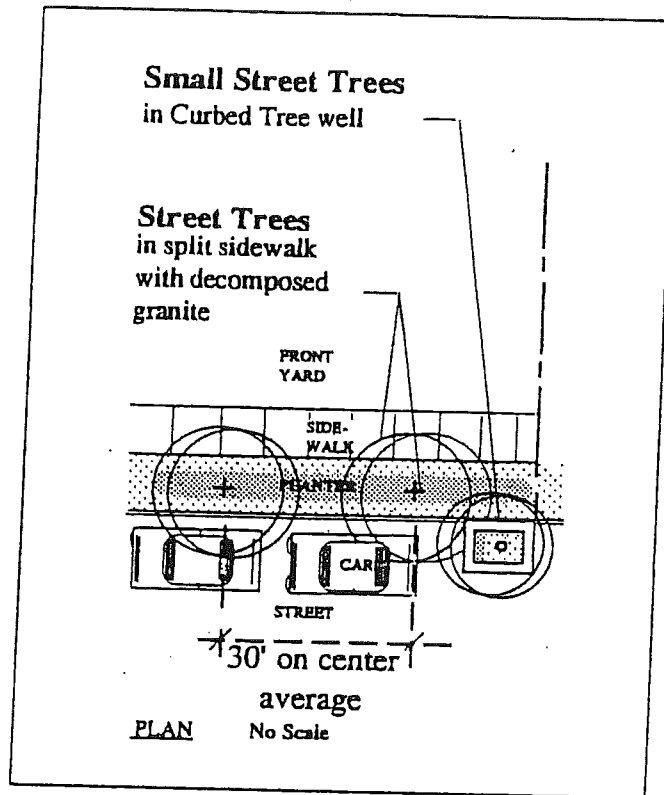 Small Street Trees
in Curbed Tree well
Street Trees
in split sidewalk
with decomposed
granite
FRONT
YARD
SIDE-
WALK
PLANTER
CAR
STREET
30' on center
average
PLAN No Scale